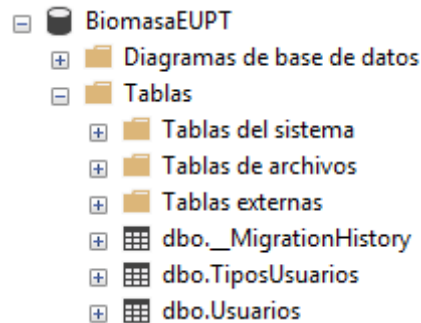 BiomasaEUPT
Diagramas de base de datos
Tablas
Tablas del sistema
Tablas de archivos
Tablas externas
dbo.__MigrationHistory
dbo.TiposUsuarios
dbo.Usuarios